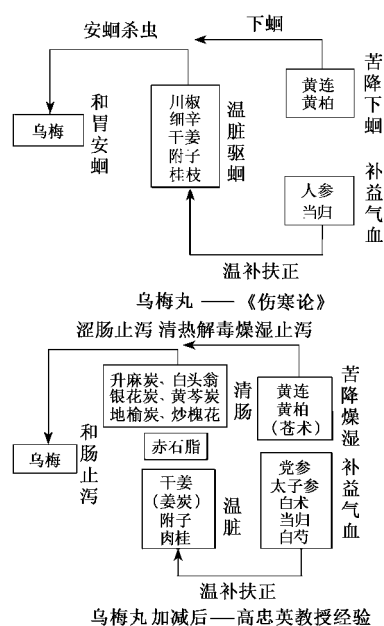 安蛔杀虫
下蛔
乌梅
和胃安蛔
川椒
细辛
干姜
附子
桂枝
温脏驱蛔
黄连
黄柏
苦降下蛔
人参
当归
补益气血
温补扶正
乌梅丸——《伤寒论》
涩肠止泻 清热解毒燥湿止泻
乌梅
和肠止泻
升麻炭、白头翁
银花炭、黄芩炭
地榆炭、炒槐花
清肠
赤石脂
干姜
(姜炭)
附子
肉桂
温脏
黄连
黄柏
(苍术)
苦降燥湿
党参
太子参
白术
当归
白芍
补益气血
温补扶正
乌梅丸加减后——高忠英教授经验